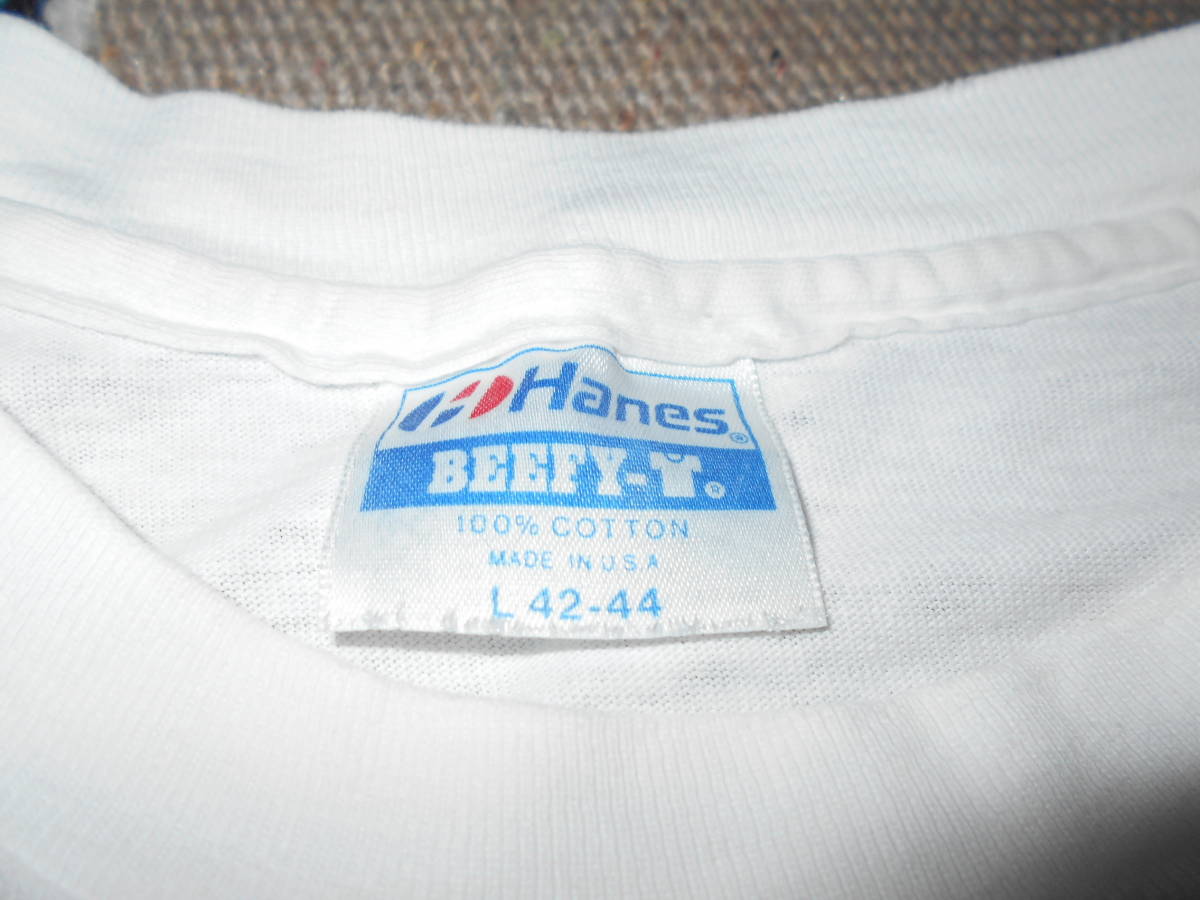 Hanes®
BEEFY-T®
100% COTTON
MADE IN U.S.A
L 42-44